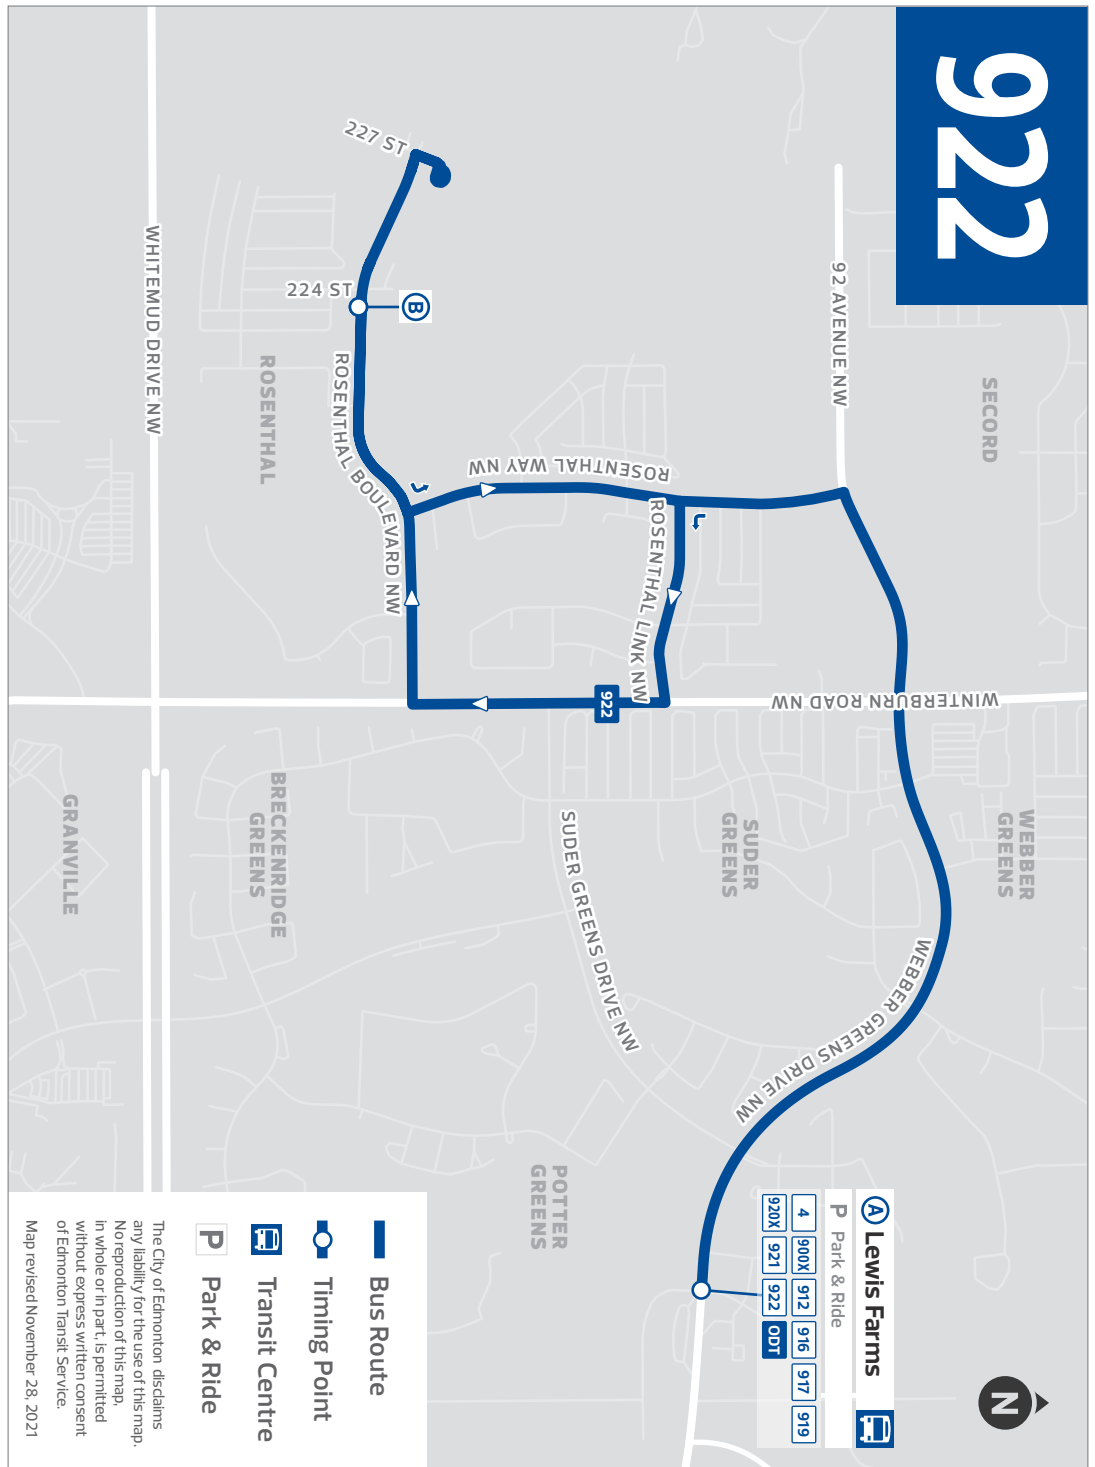 922
92 AVENUE NW
SECORD
227 ST
224 ST
B
WHITEMUD DRIVE NW
ROSENTHAL
ROSENTHAL BOULEVARD NW
ROSENTHAL WAY NW
ROSENTHAL LINK NW
922
WINTERBURN ROAD NW
WEBBER
GREENS
SUDER
GREENS
SUDER GREENS DRIVE NW
BRECKENRIDGE
GREENS
GRANVILLE
WEBBER GREENS DRIVE NW
POTTER
GREENS
A Lewis Farms
P Park & Ride
4 900X 912 916 917 919
920X 921 922 ODT
N
Bus Route
Timing Point
Transit Centre
P Park & Ride
The City of Edmonton disclaims
any liability for the use of this map.
No reproduction of this map,
in whole or in part, is permitted
without express written consent
of Edmonton Transit Service.
Map revised November 28, 2021